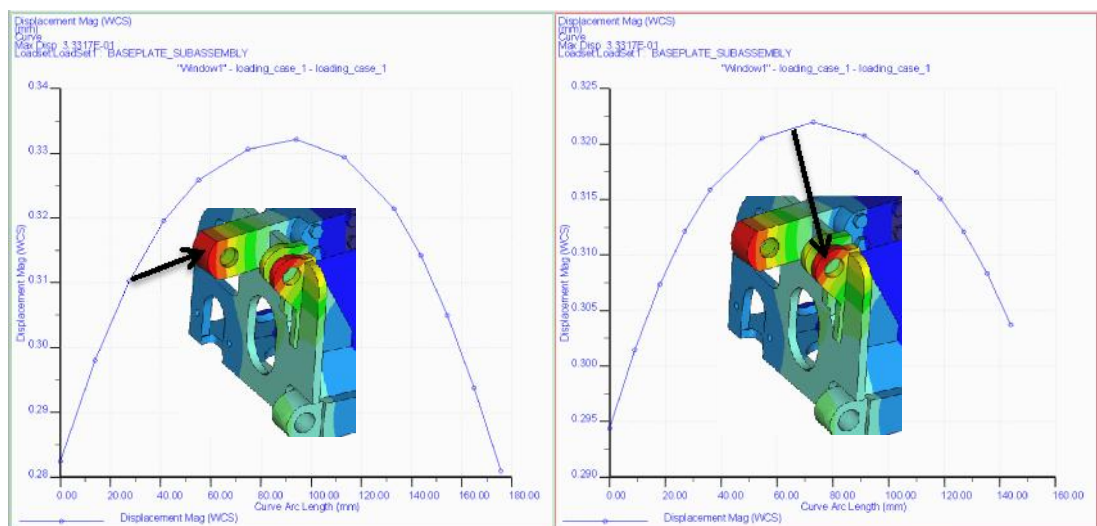 Displacement Mag (WCS)
(mm)
Curve
Max Disp 3.3317E-01
Loadset:LoadSet1 : BASEPLATE_SUBASSEMBLY
"Window1" - loading_case_1 - loading_case_1
0.34
0.33
0.32
0.31
0.30
0.29
0.28
Displacement Mag (WCS)
0.00 20.00 40.00 60.00 80.00 100.00 120.00 140.00 160.00 180.00
Curve Arc Length (mm)
Displacement Mag (WCS)
Displacement Mag (WCS)
(mm)
Curve
Max Disp 3.3317E-01
Loadset:LoadSet1 : BASEPLATE_SUBASSEMBLY
"Window1" - loading_case_1 - loading_case_1
0.325
0.320
0.315
0.310
0.305
0.300
0.295
0.290
Displacement Mag (WCS)
0.00 20.00 40.00 60.00 80.00 100.00 120.00 140.00 160.00
Curve Arc Length (mm)
Displacement Mag (WCS)